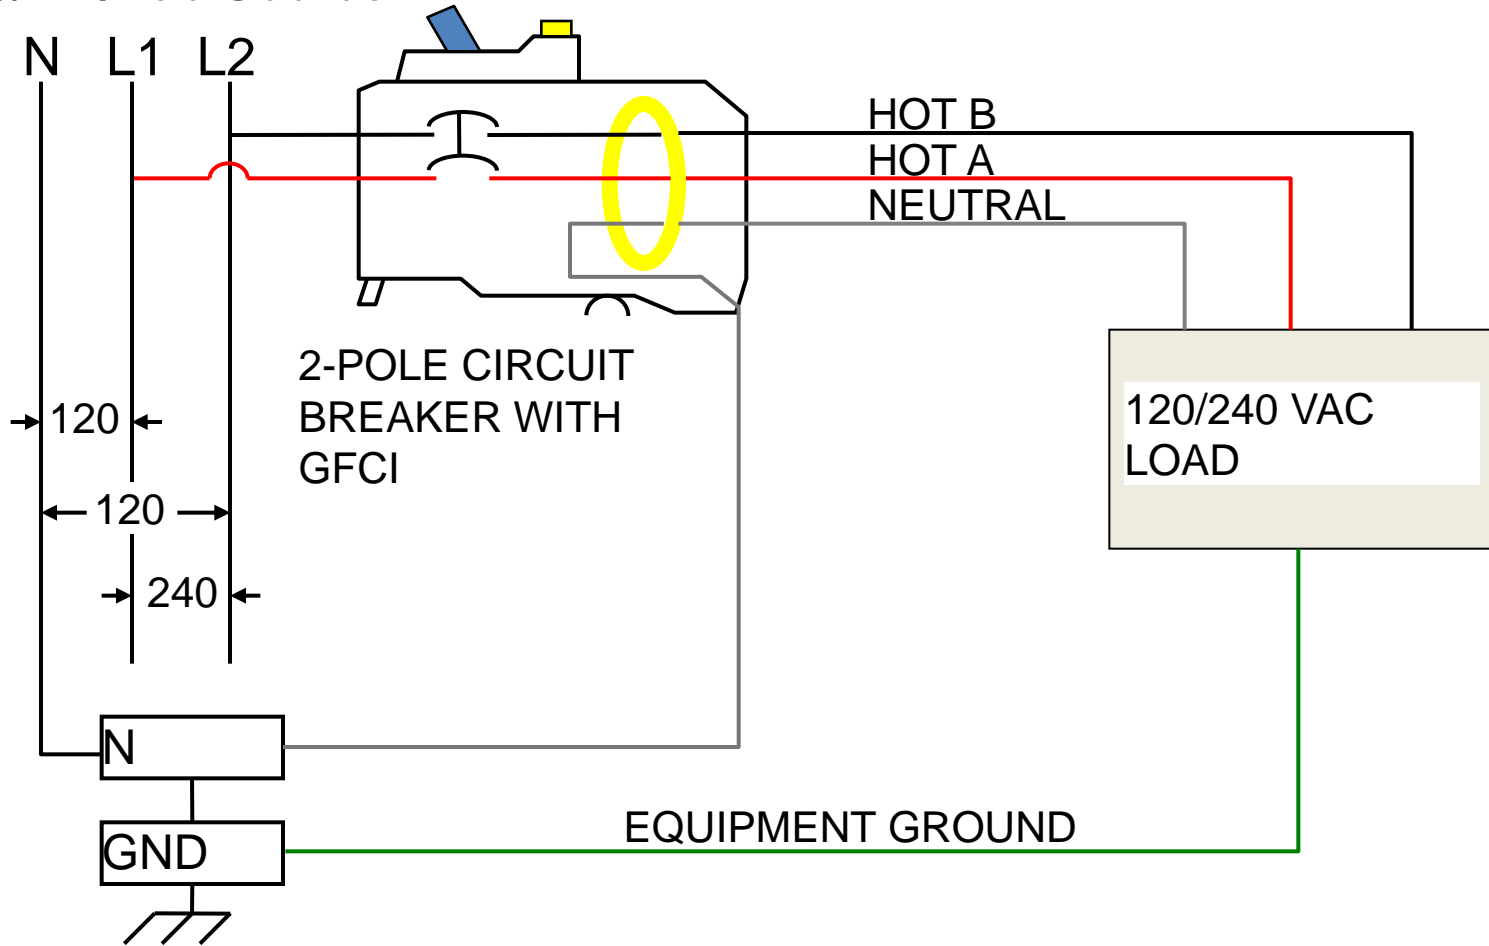 N L1 L2
HOT B
HOT A
NEUTRAL
2-POLE CIRCUIT
BREAKER WITH
GFCI
120/240 VAC
LOAD
120
120
240
N
EQUIPMENT GROUND
GND